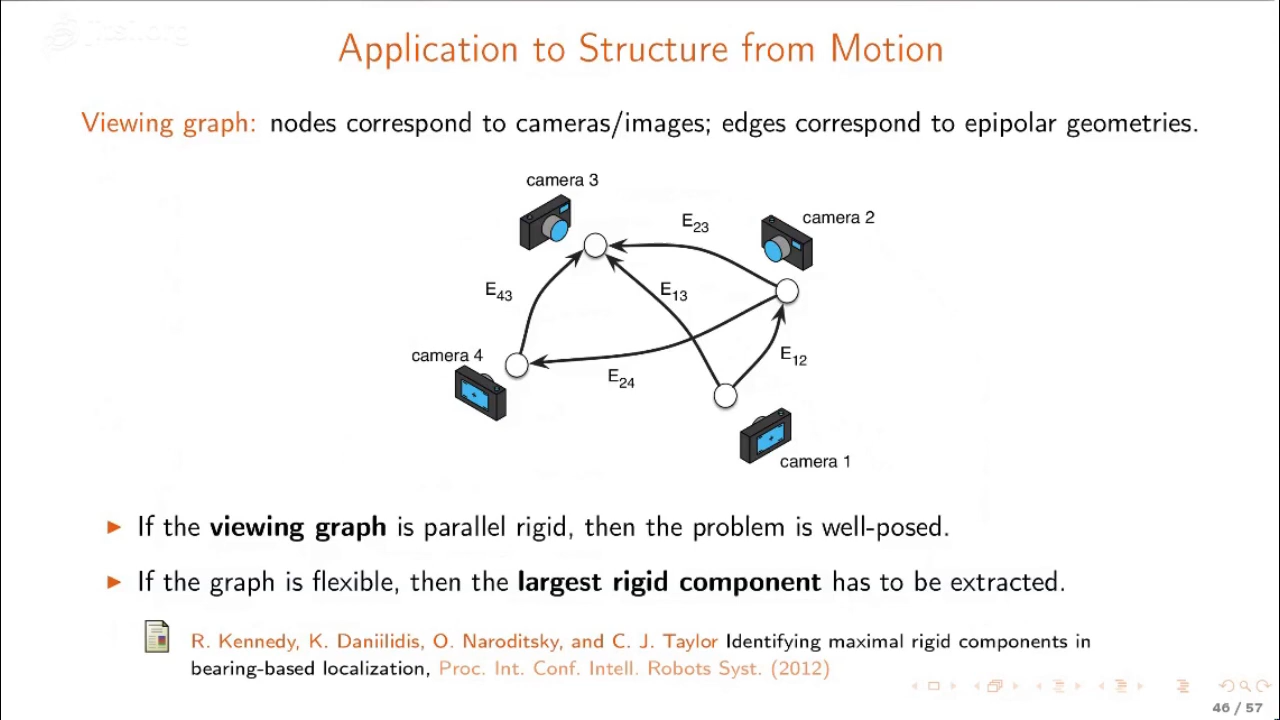 Application to Structure from Motion
Viewing graph: nodes correspond to cameras/images; edges correspond to epipolar geometries.
camera 3
camera 2
E23
E43
E13
camera 4
E12
E24
camera 1
If the viewing graph is parallel rigid, then the problem is well-posed.
If the graph is flexible, then the largest rigid component has to be extracted.
R. Kennedy, K. Daniilidis, O. Naroditsky, and C. J. Taylor Identifying maximal rigid components in
bearing-based localization, Proc. Int. Conf. Intell. Robots Syst. (2012)
46 / 57